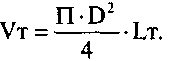 Vт = П · D² / 4 · Lт.